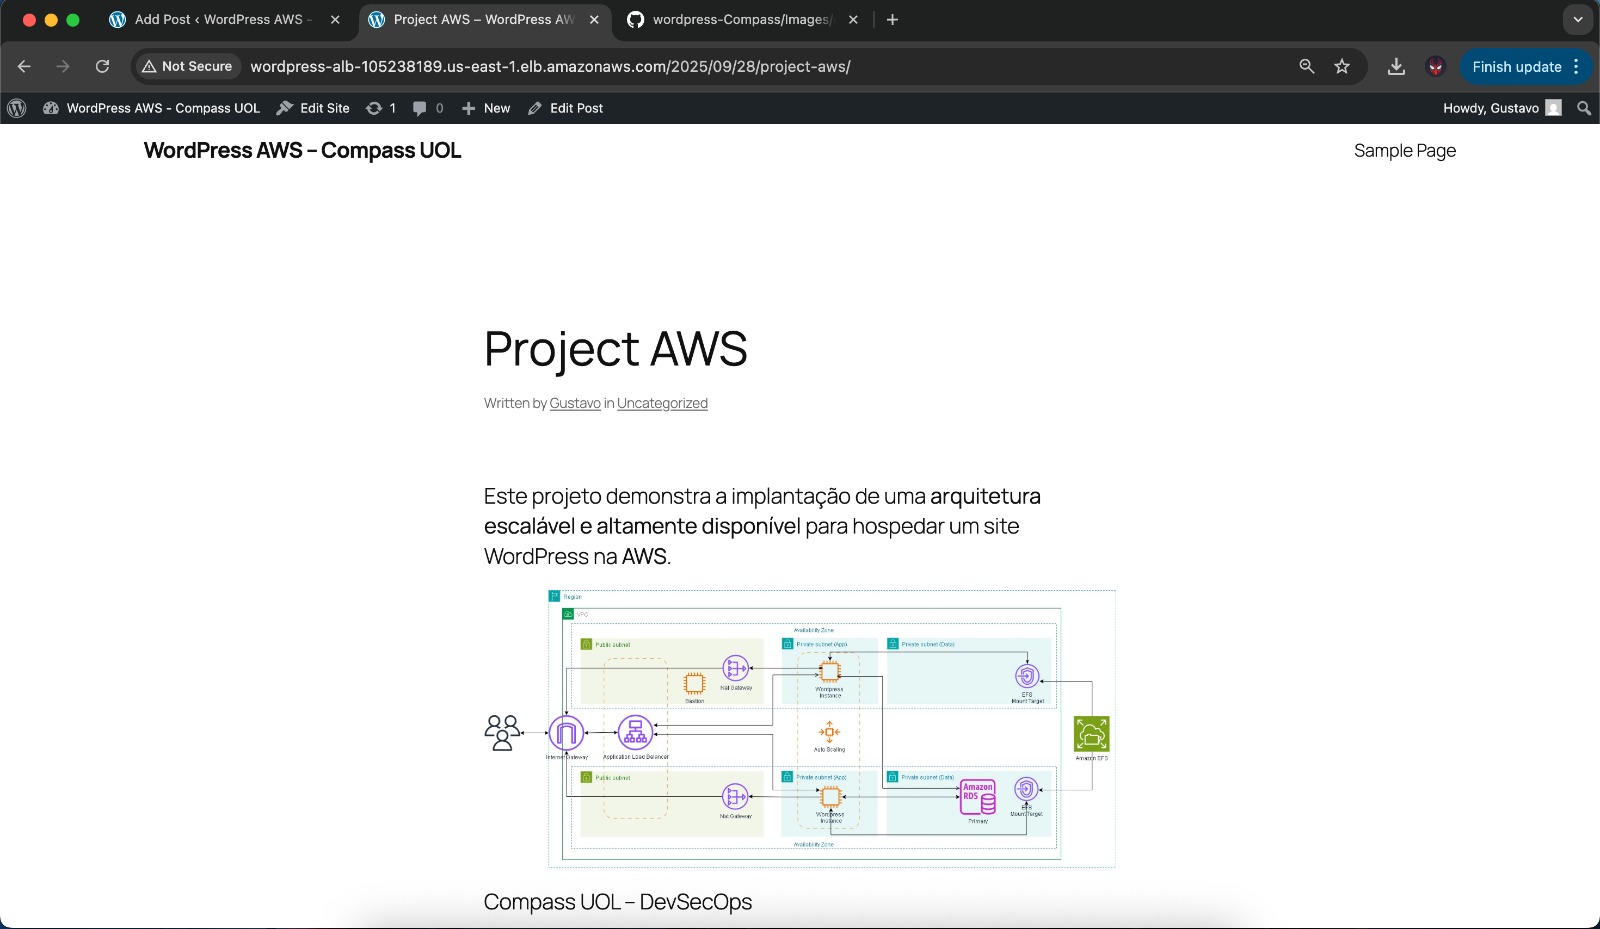 Add Post ‹ WordPress AWS –
Project AWS – WordPress AW
wordpress-Compass/Images/
Not Secure
wordpress-alb-105238189.us-east-1.elb.amazonaws.com/2025/09/28/project-aws/
Finish update
WordPress AWS - Compass UOL
Edit Site
1
0
New
Edit Post
Howdy, Gustavo
WordPress AWS – Compass UOL
Sample Page
Project AWS
Written by Gustavo in Uncategorized
Este projeto demonstra a implantação de uma arquitetura
escalável e altamente disponível para hospedar um site
WordPress na AWS.
Region
VPC
Availability Zone
Public subnet
Private subnet (App)
Private subnet (Data)
Nat Gateway
Bastion
Wordpress
Instance
EFS
Mount Target
Auto Scaling
Internet Gateway
Application Load Balancer
Amazon EFS
Public subnet
Private subnet (App)
Private subnet (Data)
Amazon
RDS
Nat Gateway
Wordpress
Instance
Primary
EFS
Mount Target
Availability Zone
Compass UOL – DevSecOps